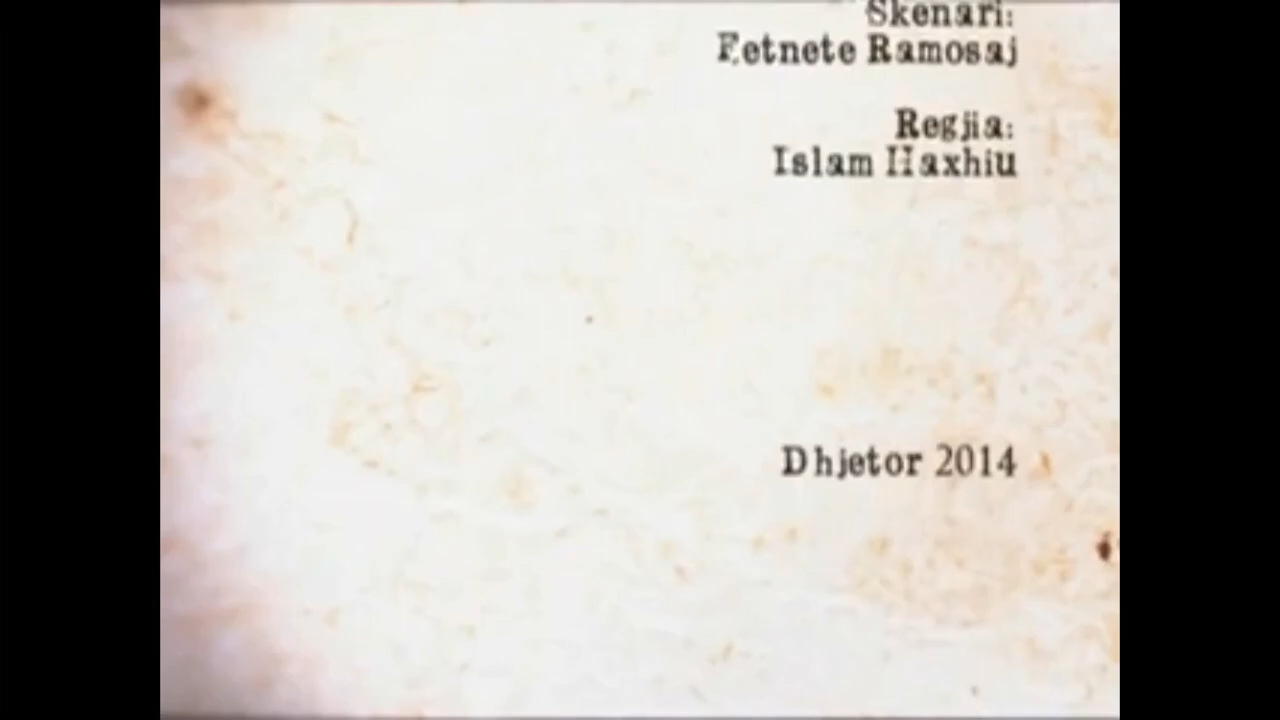 Skenari:
Fetnete Ramosaj
Regjia:
Islam Haxhiu
Dhjetor 2014